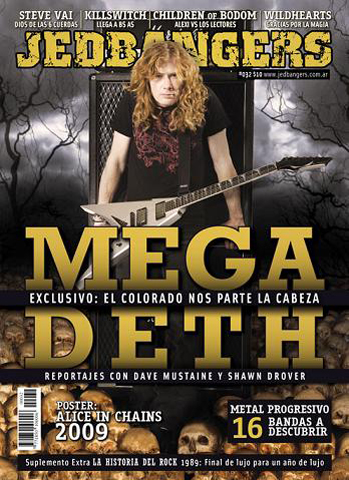 STEVE VAI | KILLSWITCH | CHILDREN OF BODOM | WILDHEARTS
DIOS DE LAS 6 CUERDAS | LLEGA A BS AS | ALEXI VS LOS LECTORES | GRACIAS POR LA MAGIA
JEDBANGERS
#032 $10 www.jedbangers.com.ar
MEGA
EXCLUSIVO: EL COLORADO NOS PARTE LA CABEZA
DETH
REPORTAJES CON DAVE MUSTAINE Y SHAWN DROVER
POSTER:
ALICE IN CHAINS
2009
METAL PROGRESIVO
16 BANDAS A
DESCUBRIR
Suplemento Extra LA HISTORIA DEL ROCK 1989: Final de lujo para un año de lujo